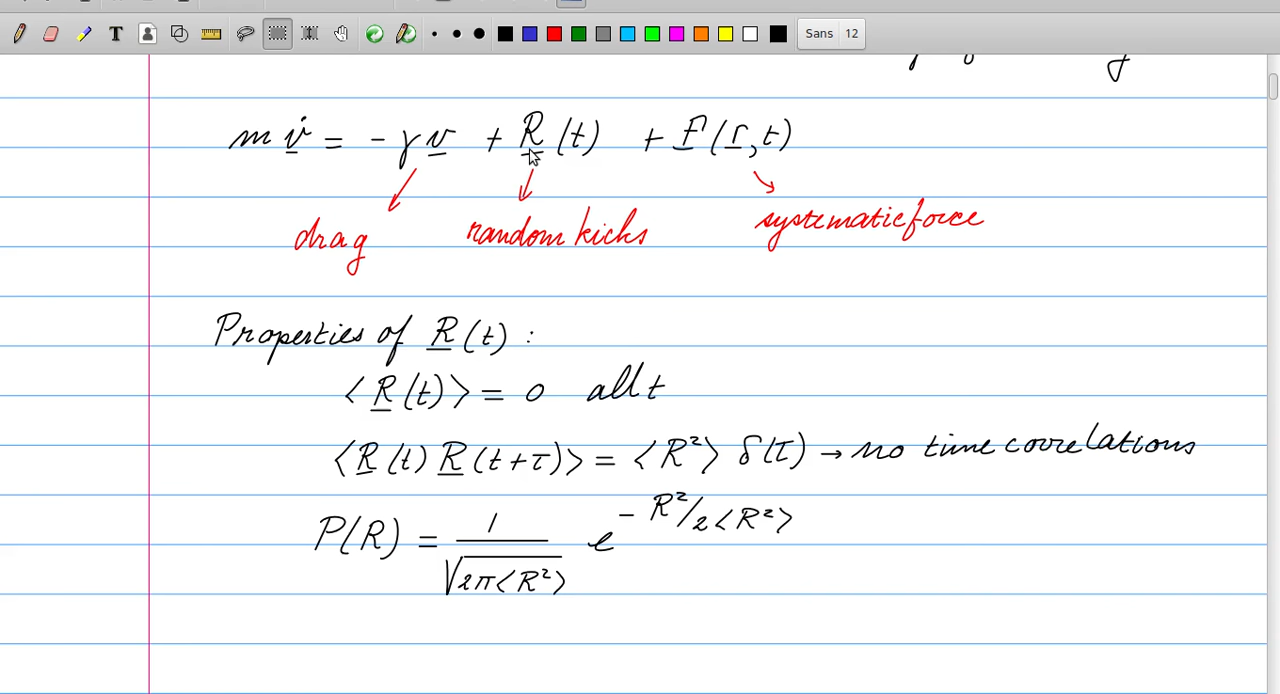 Sans 12
m v̇ = - γ v + R (t) + F (r, t)
drag random kicks systematic force
Properties of R (t) :
⟨ R (t) ⟩ = 0 all t
⟨ R (t) R (t + τ) ⟩ = ⟨ R² ⟩ δ(τ) → no time correlations
P(R) = 1 / √2π⟨R²⟩ e^{- R²/2⟨R²⟩}